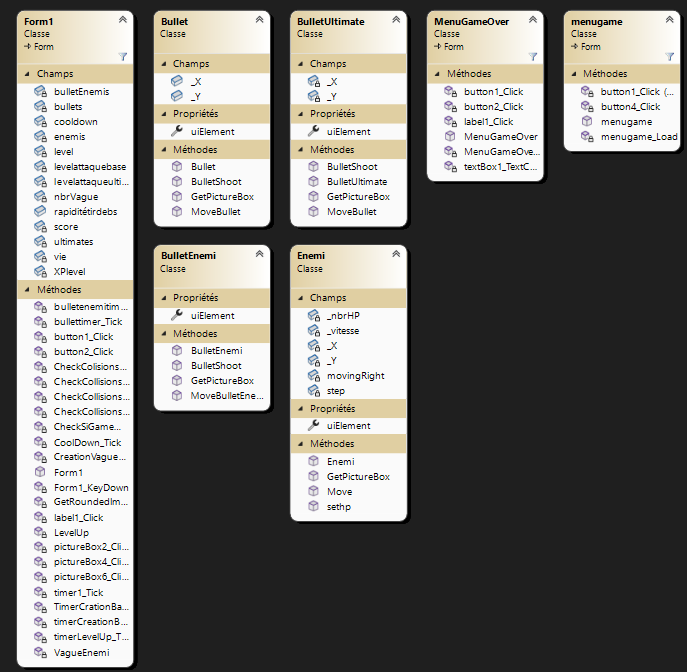 Form1
Classe
→ Form
Champs
bulletEnemis
bullets
cooldown
enemis
level
levelattaquebase
levelattaqueulti...
nbrVague
rapiditétirdebs
score
ultimates
vie
XPlevel
Méthodes
bulletenemitim...
bullettimer_Tick
button1_Click
button2_Click
CheckColisions...
CheckCollisions...
CheckCollisions...
CheckCollisions...
CheckSiGame...
CoolDown_Tick
CreationVague...
Form1
Form1_KeyDown
GetRoundedIm...
label1_Click
LevelUp
pictureBox2_Cli...
pictureBox4_Cli...
pictureBox6_Cli...
timer1_Tick
TimerCrationBa...
timerCreationB...
timerLevelUp_T...
VagueEnemi
Bullet
Classe
Champs
_X
_Y
Propriétés
uiElement
Méthodes
Bullet
BulletShoot
GetPictureBox
MoveBullet
BulletUltimate
Classe
Champs
_X
_Y
Propriétés
uiElement
Méthodes
BulletShoot
BulletUltimate
GetPictureBox
MoveBullet
MenuGameOver
Classe
→ Form
Méthodes
button1_Click
button2_Click
label1_Click
MenuGameOver
MenuGameOve...
textBox1_TextC...
menugame
Classe
→ Form
Méthodes
button1_Click (...
button4_Click
menugame
menugame_Load
BulletEnemi
Classe
Propriétés
uiElement
Méthodes
BulletEnemi
BulletShoot
GetPictureBox
MoveBulletEne...
Enemi
Classe
Champs
_nbrHP
_vitesse
_X
_Y
movingRight
step
Propriétés
uiElement
Méthodes
Enemi
GetPictureBox
Move
sethp